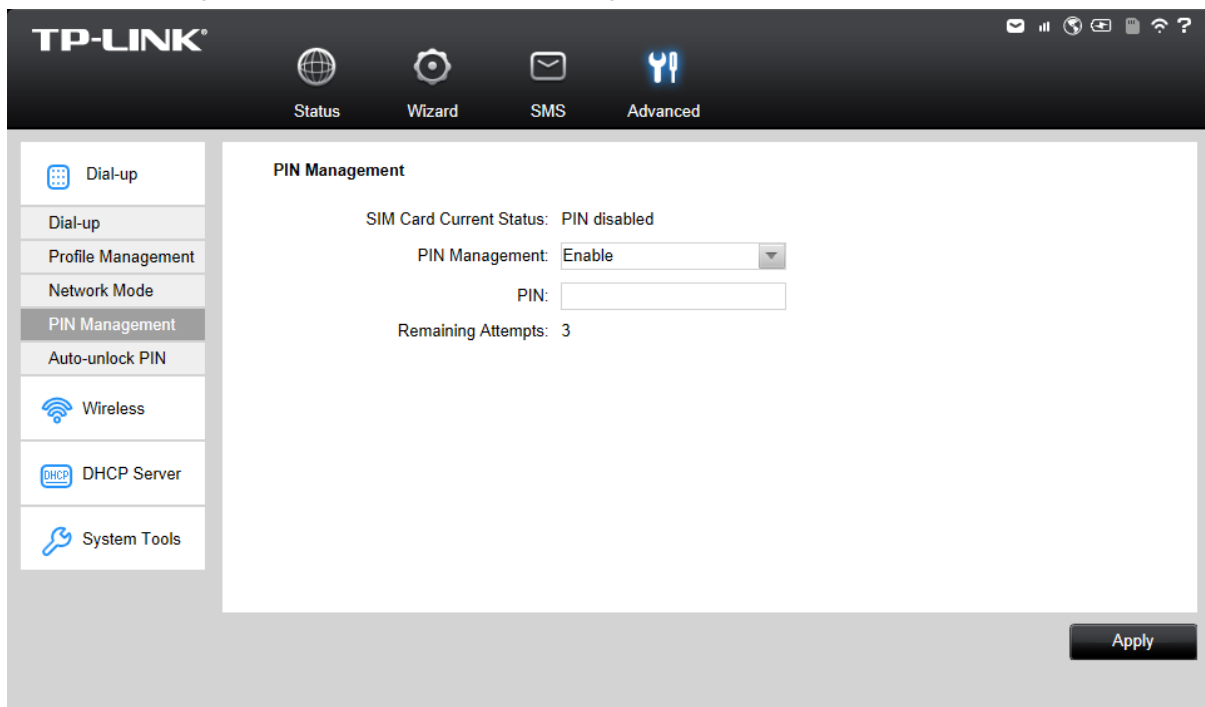 TP-LINK®
?
Status Wizard SMS Advanced
Dial-up
Dial-up
Profile Management
Network Mode
PIN Management
Auto-unlock PIN
Wireless
DHCP DHCP Server
System Tools
PIN Management
SIM Card Current Status: PIN disabled
PIN Management: Enable
PIN:
Remaining Attempts: 3
Apply